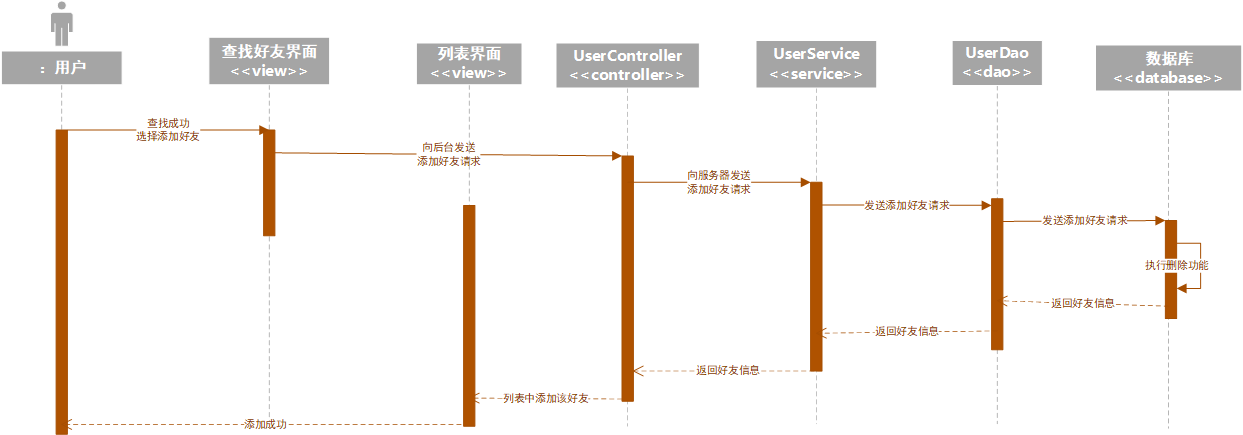 ：用户
查找好友界面
<<view>>
列表界面
<<view>>
UserController
<<controller>>
UserService
<<service>>
UserDao
<<dao>>
数据库
<<database>>
查找成功
选择添加好友
向后台发送
添加好友请求
向服务器发送
添加好友请求
发送添加好友请求
发送添加好友请求
执行删除功能
返回好友信息
返回好友信息
返回好友信息
列表中添加该好友
添加成功